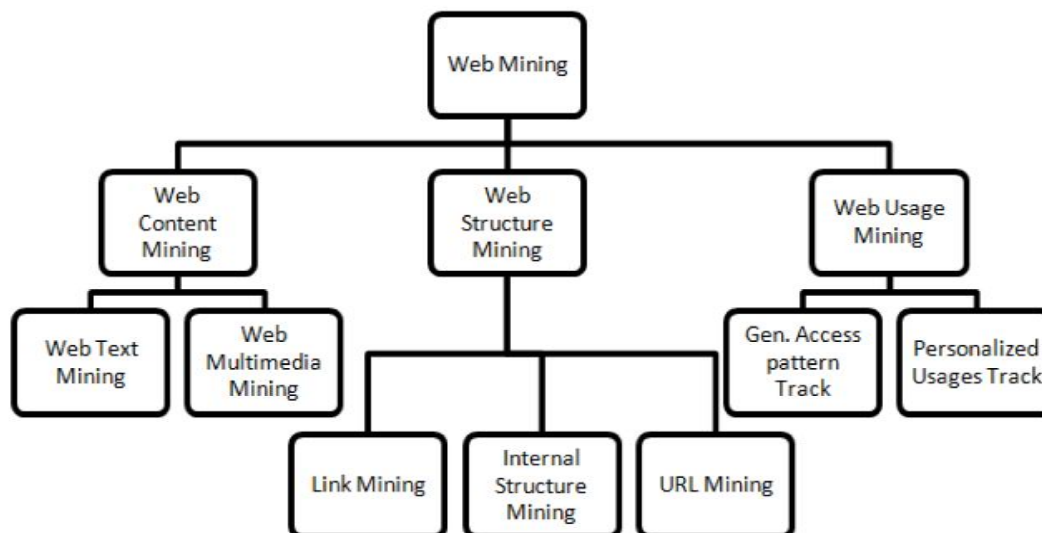 Web Mining
Web
Content
Mining
Web
Structure
Mining
Web Usage
Mining
Web Text
Mining
Web
Multimedia
Mining
Gen. Access
pattern
Track
Personalized
Usages Track
Link Mining
Internal
Structure
Mining
URL Mining